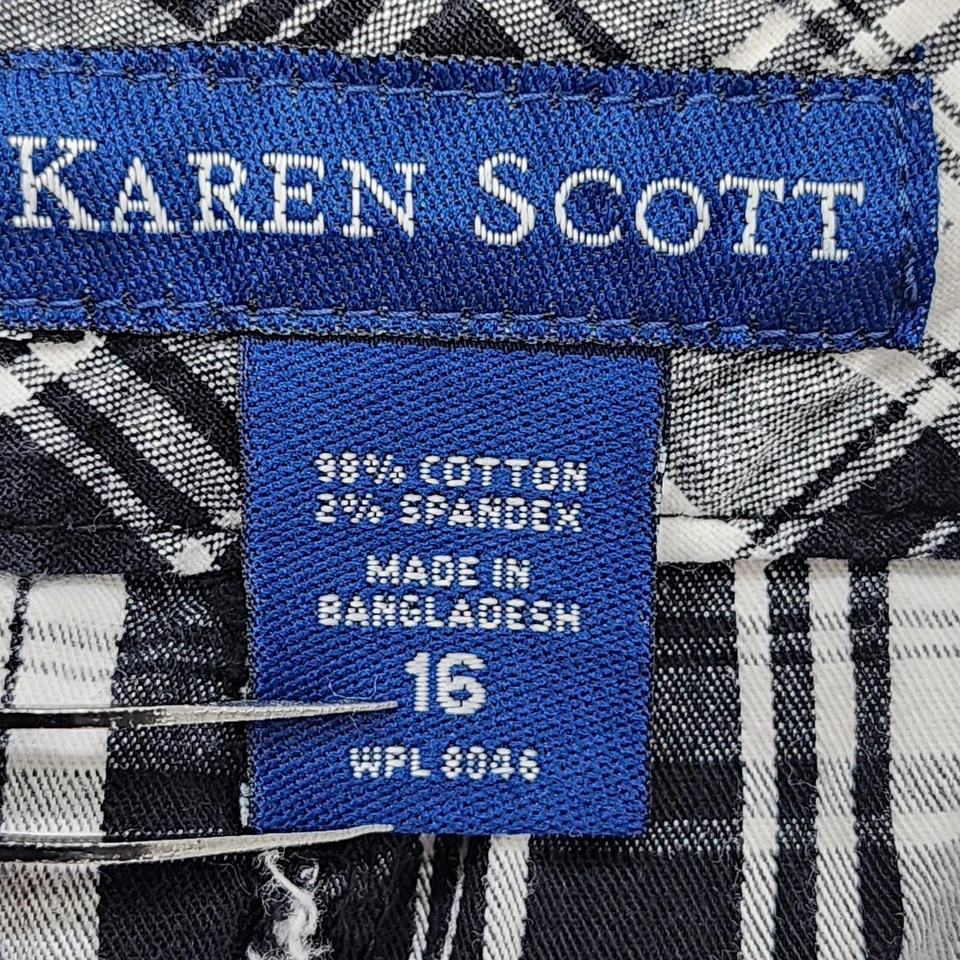 KAREN SCOTT
98% COTTON
2% SPANDEX
MADE IN
BANGLADESH
16
WPL 8046